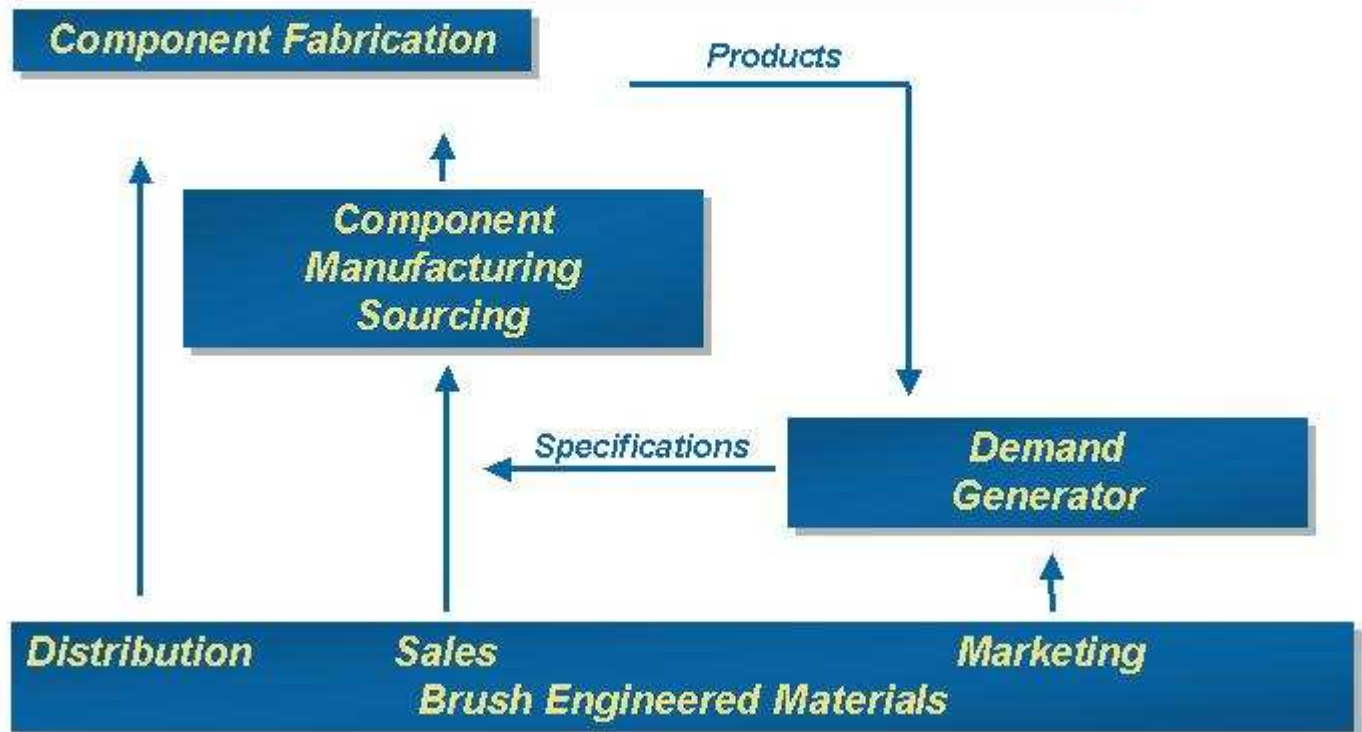 Component Fabrication
Products
Component
Manufacturing
Sourcing
Specifications
Demand
Generator
Distribution Sales Marketing
Brush Engineered Materials